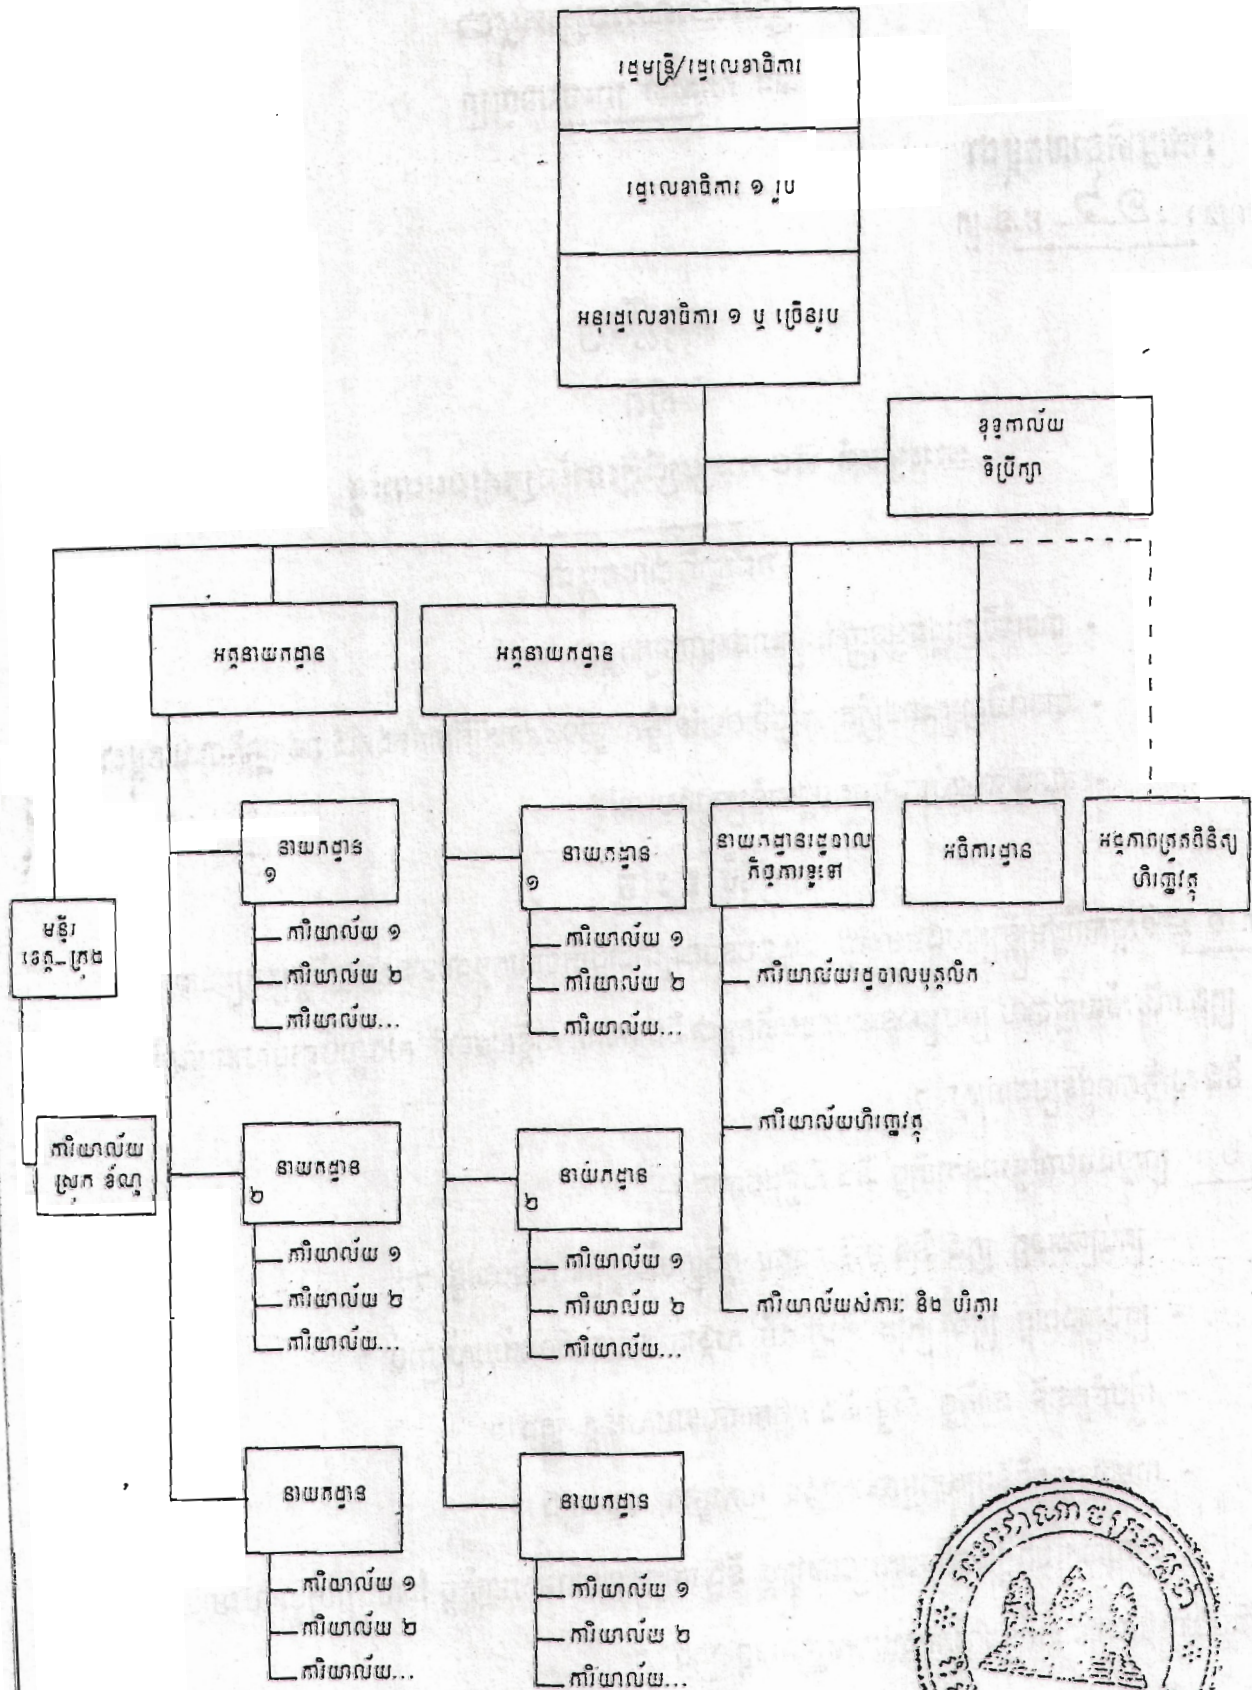 រដ្ឋមន្ត្រី/រដ្ឋលេខាធិការ
រដ្ឋលេខាធិការ ១ រូប
អនុរដ្ឋលេខាធិការ ១ ឬ ច្រើនរូប
ខុទ្ទកាល័យ
ទីប្រឹក្សា
អគ្គនាយកដ្ឋាន
អគ្គនាយកដ្ឋាន
មន្ទីរ
ខេត្ត-ក្រុង
ការិយាល័យ
ស្រុក ខ័ណ្ឌ
នាយកដ្ឋាន
១
ការិយាល័យ ១
ការិយាល័យ ២
ការិយាល័យ...
នាយកដ្ឋាន
២
ការិយាល័យ ១
ការិយាល័យ ២
ការិយាល័យ...
នាយកដ្ឋាន
ការិយាល័យ ១
ការិយាល័យ ២
ការិយាល័យ...
នាយកដ្ឋាន
១
ការិយាល័យ ១
ការិយាល័យ ២
ការិយាល័យ...
នាយកដ្ឋាន
២
ការិយាល័យ ១
ការិយាល័យ ២
ការិយាល័យ...
នាយកដ្ឋាន
ការិយាល័យ ១
ការិយាល័យ ២
ការិយាល័យ...
នាយកដ្ឋានរដ្ឋបាល
កិច្ចការទូទៅ
ការិយាល័យរដ្ឋបាលបុគ្គលិក
ការិយាល័យហិរញ្ញវត្ថុ
ការិយាល័យសំភារៈ និង បរិក្ខារ
អធិការដ្ឋាន
អង្គភាពត្រួតពិនិត្យ
ហិរញ្ញវត្ថុ
ព្រះរាជាណាចក្រកម្ពុជា